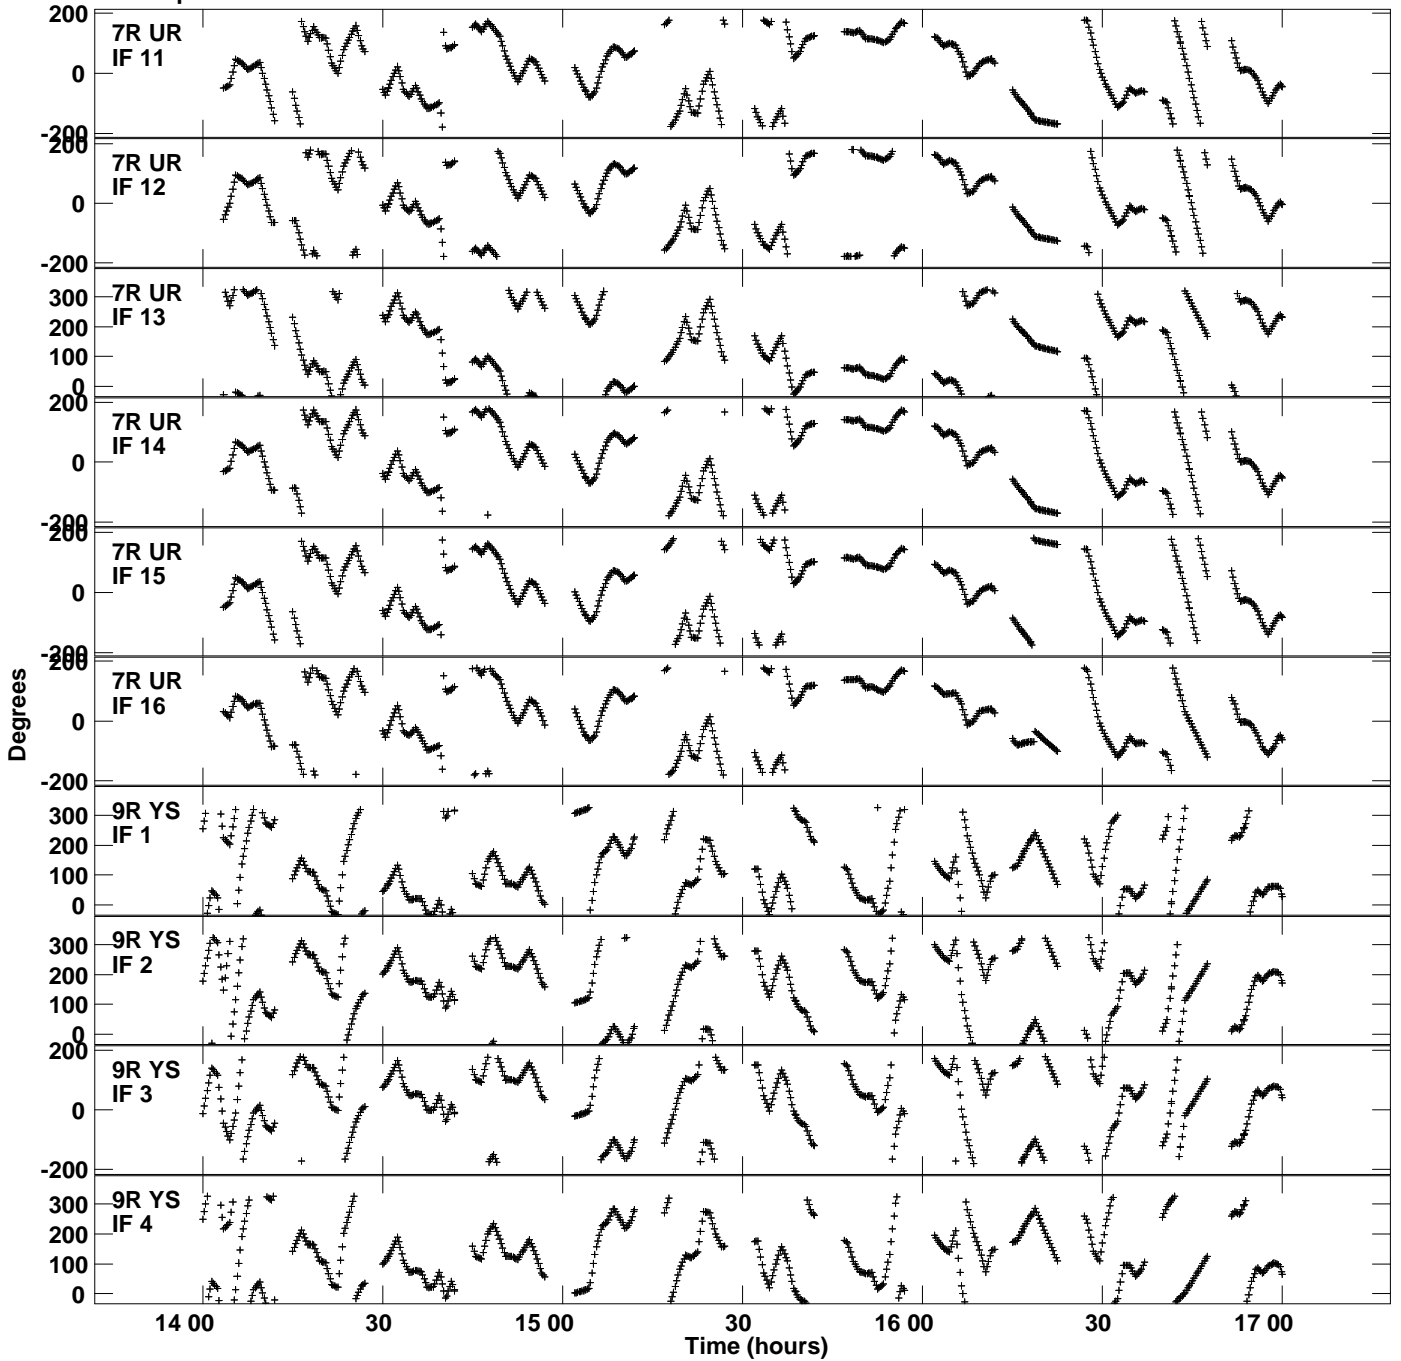 200
7R UR
IF 11
0
-200
200
7R UR
IF 12
0
-200
7R UR
IF 13
300
200
100
0
200
7R UR
IF 14
0
-200
200
7R UR
IF 15
0
-200
200
7R UR
IF 16
0
-200
9R YS
IF 1
300
200
100
0
9R YS
IF 2
300
200
100
0
200
9R YS
IF 3
0
-200
9R YS
IF 4
300
200
100
0
Degrees
14 00
30
15 00
30
16 00
30
17 00
Time (hours)